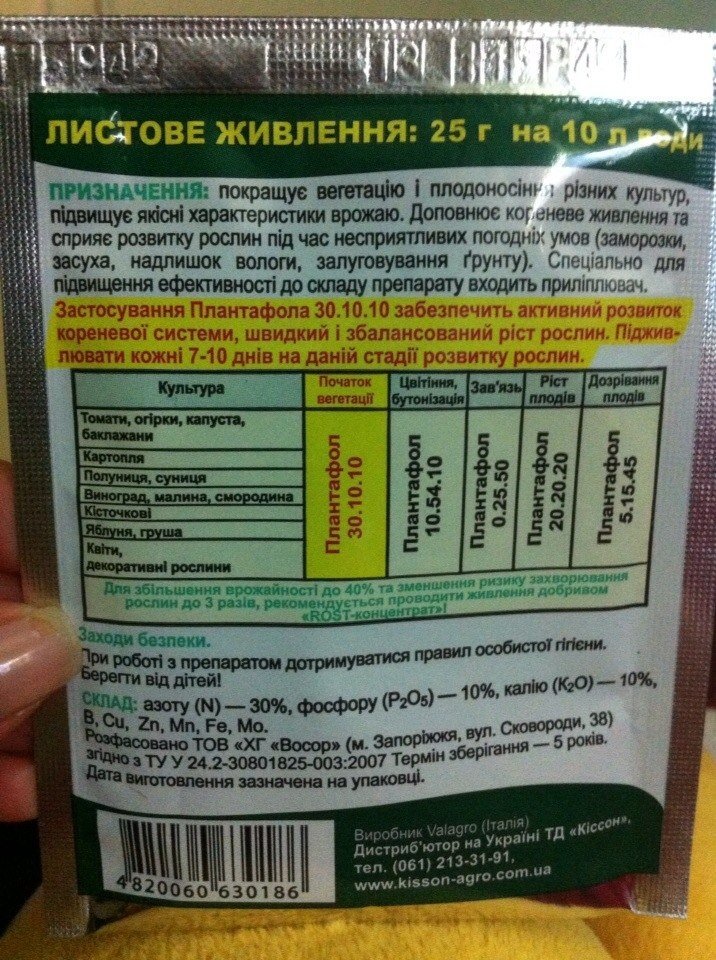 ЛИСТОВЕ ЖИВЛЕННЯ: 25 г на 10 л води
ПРИЗНАЧЕННЯ: покращує вегетацію і плодоносіння різних культур,
підвищує якісні характеристики врожаю. Доповнює кореневе живлення та
сприяє розвитку рослин під час несприятливих погодніх умов (заморозки,
засуха, надлишок вологи, залуговування ґрунту). Спеціально для
підвищення ефективності до складу препарату входить приліплювач.
Застосування Плантафола 30.10.10 забезпечить активний розвиток
кореневої системи, швидкий і збалансований ріст рослин. Піджив-
лювати кожні 7-10 днів на даній стадії розвитку рослин.
Культура
Початок
вегетації
Цвітіння,
бутонізація
Зав'язь
Ріст
плодів
Дозрівання
плодів
Томати, огірки, капуста,
баклажани
Картопля
Полуниця, суниця
Виноград, малина, смородина
Кісточкові
Яблуня, груша
Квіти,
декоративні рослини
Плантафол
30.10.10
Плантафол
10.54.10
Плантафол
0.25.50
Плантафол
20.20.20
Плантафол
5.15.45
Для збільшення врожайності до 40% та зменшення ризику захворювання
рослин до 3 разів, рекомендується проводити живлення добривом
«ROST-концентрат»!
Заходи безпеки.
При роботі з препаратом дотримуватися правил особистої гігієни.
Берегти від дітей!
СКЛАД: азоту (N) — 30%, фосфору (P₂O₅) — 10%, калію (K₂O) — 10%,
B, Cu, Zn, Mn, Fe, Mo.
Розфасовано ТОВ «ХГ «Восор» (м. Запоріжжя, вул. Сковороди, 38)
згідно з ТУ У 24.2-30801825-003:2007 Термін зберігання — 5 років.
Дата виготовлення зазначена на упаковці.
4820060 630186
Виробник Valagro (Італія)
Дистриб'ютор на Україні ТД «Кіссон»,
тел. (061) 213-31-91,
www.kisson-agro.com.ua